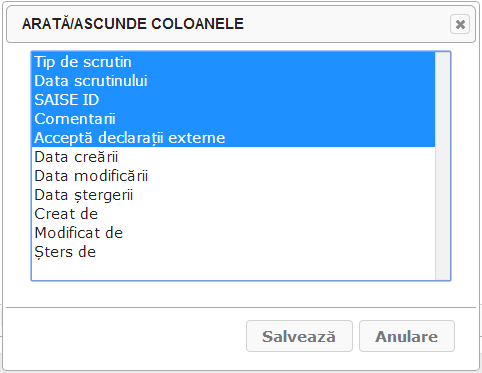 ARATĂ/ASCUNDE COLOANELE
Tip de scrutin
Data scrutinului
SAISE ID
Comentarii
Acceptă declarații externe
Data creării
Data modificării
Data ștergerii
Creat de
Modificat de
Șters de
Salvează
Anulare